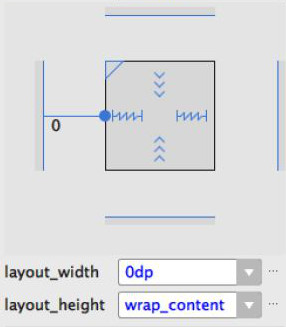 0
layout_width 0dp
layout_height wrap_content